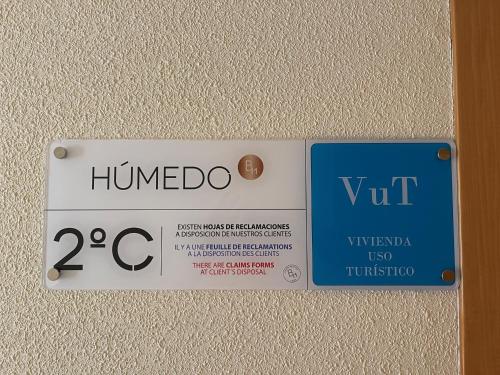 HÚMEDO
2ºC
EXISTEN HOJAS DE RECLAMACIONES
A DISPOSICION DE NUESTROS CLIENTES
IL Y A UNE FEUILLE DE RECLAMATIONS
A LA DISPOSITION DES CLIENTS
THERE ARE CLAIMS FORMS
AT CLIENT'S DISPOSAL
VuT
VIVIENDA
USO
TURÍSTICO